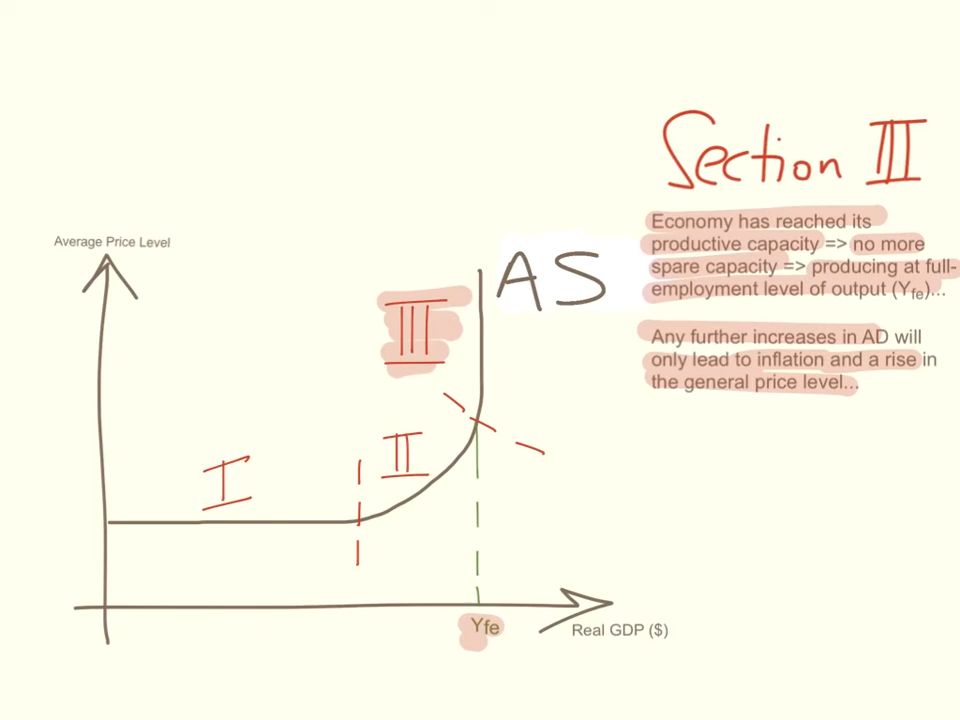 Section III
Economy has reached its
productive capacity => no more
spare capacity => producing at full-
employment level of output (Yfe)...
Any further increases in AD will
only lead to inflation and a rise in
the general price level...
Average Price Level
AS
III
II
I
Yfe
Real GDP ($)